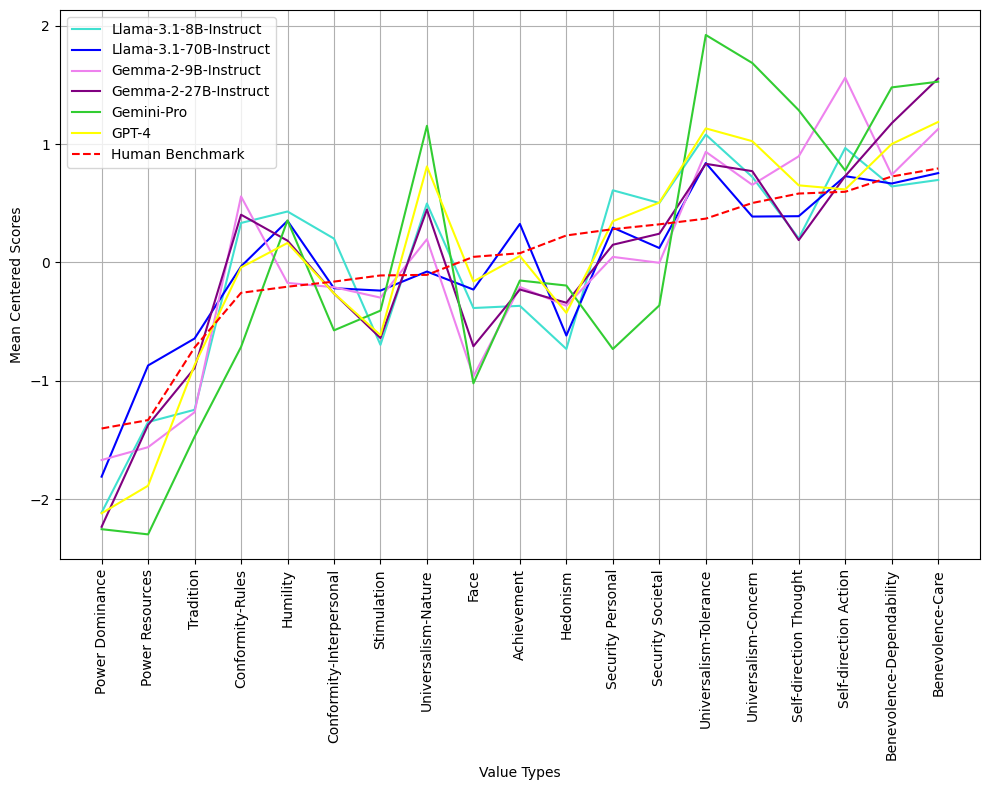 Llama-3.1-8B-Instruct
Llama-3.1-70B-Instruct
Gemma-2-9B-Instruct
Gemma-2-27B-Instruct
Gemini-Pro
GPT-4
Human Benchmark
Mean Centered Scores
2
1
0
−1
−2
Power Dominance
Power Resources
Tradition
Conformity-Rules
Humility
Conformity-Interpersonal
Stimulation
Universalism-Nature
Face
Achievement
Hedonism
Security Personal
Security Societal
Universalism-Tolerance
Universalism-Concern
Self-direction Thought
Self-direction Action
Benevolence-Dependability
Benevolence-Care
Value Types